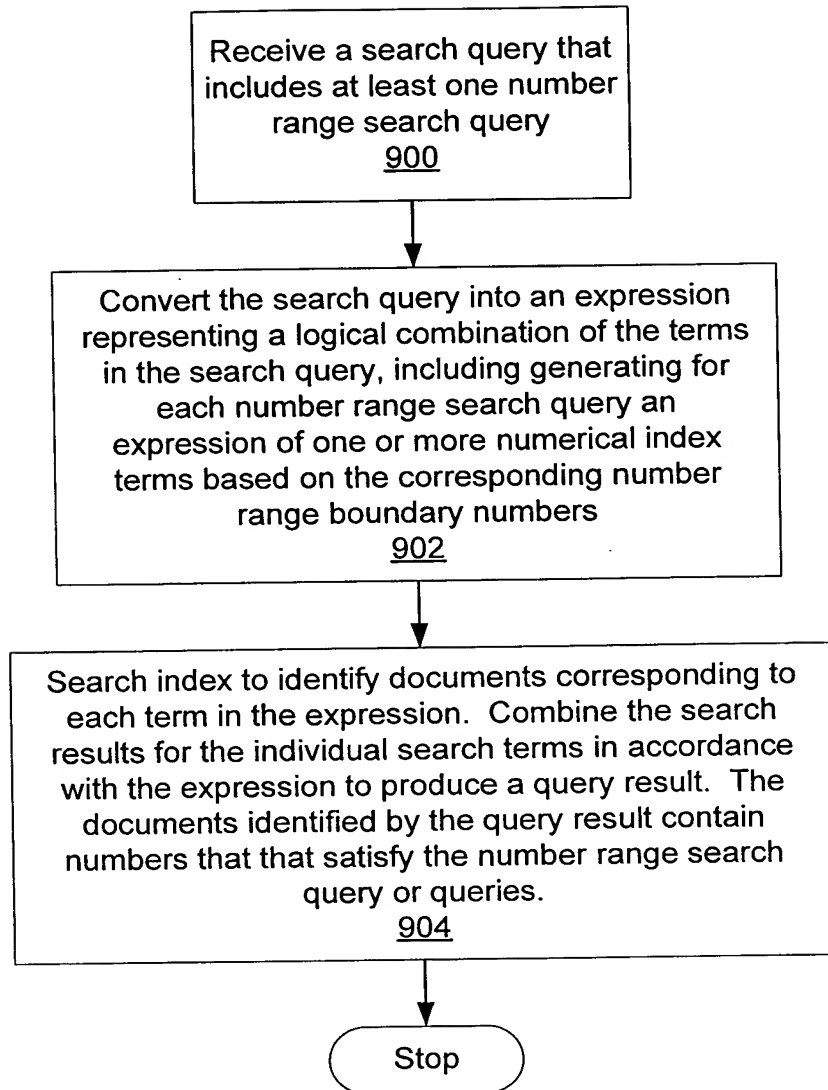 Receive a search query that
includes at least one number
range search query
900
Convert the search query into an expression
representing a logical combination of the terms
in the search query, including generating for
each number range search query an
expression of one or more numerical index
terms based on the corresponding number
range boundary numbers
902
Search index to identify documents corresponding to
each term in the expression. Combine the search
results for the individual search terms in accordance
with the expression to produce a query result. The
documents identified by the query result contain
numbers that that satisfy the number range search
query or queries.
904
Stop